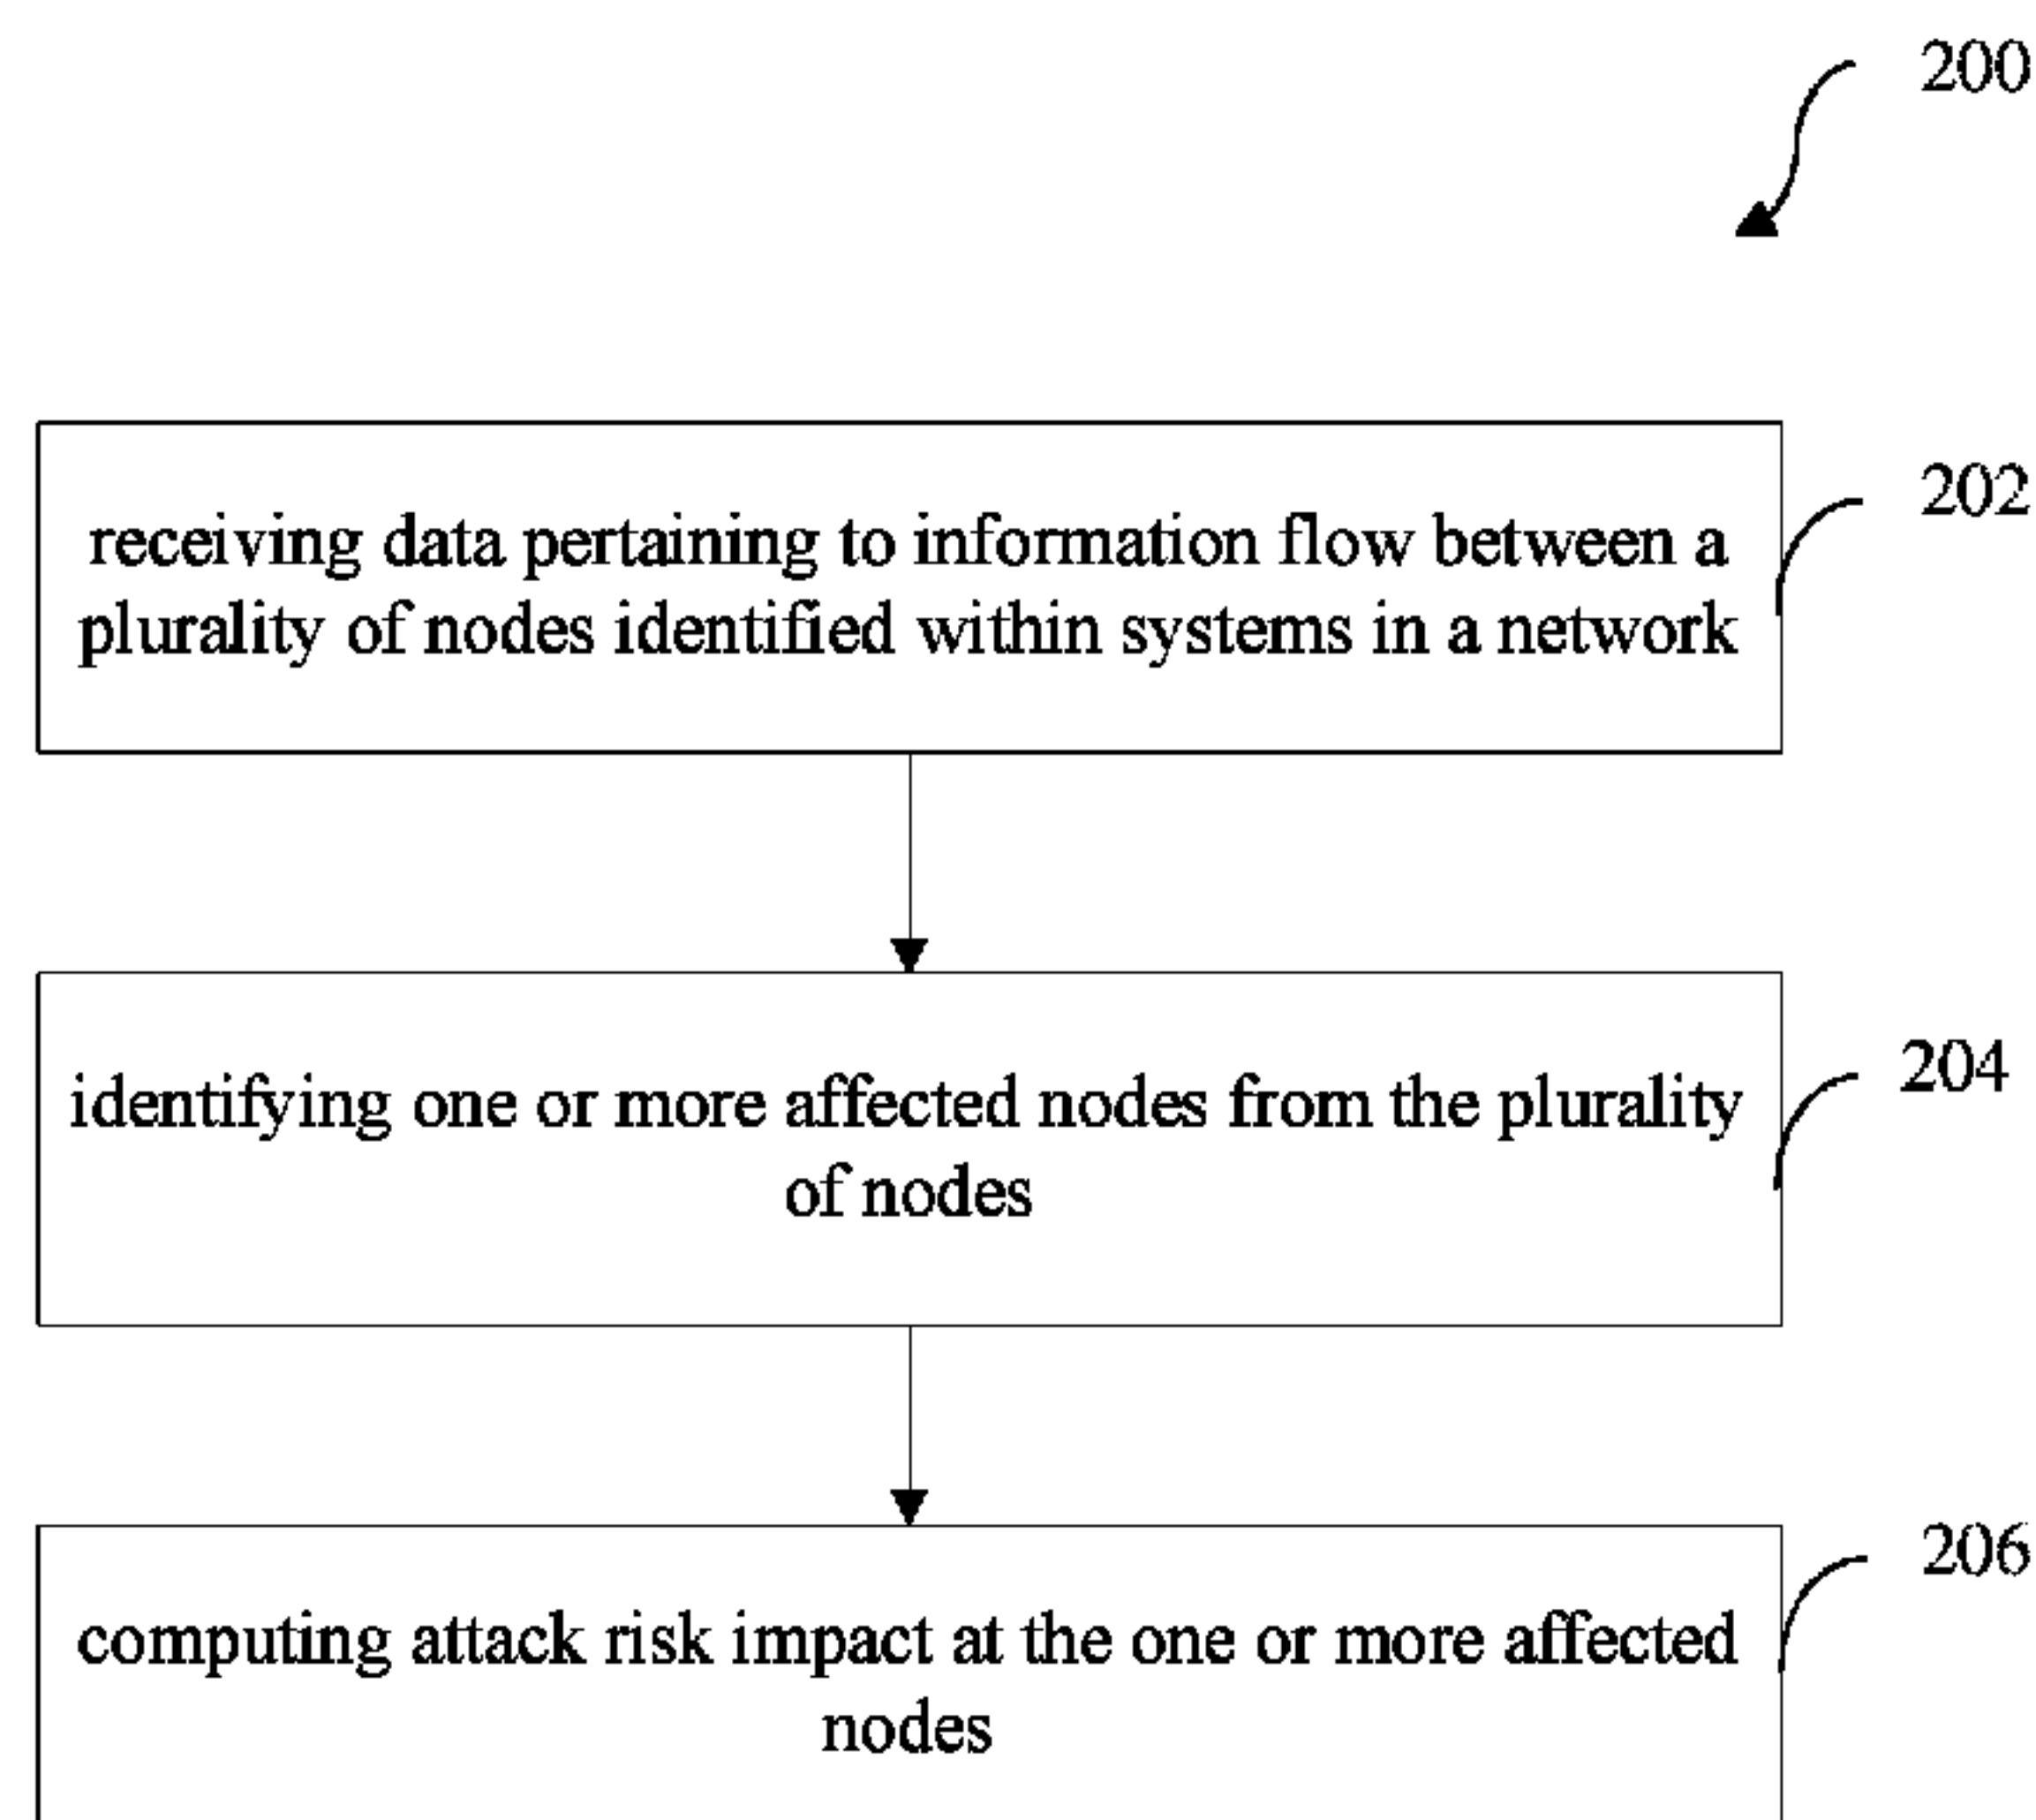 200
202
receiving data pertaining to information flow between a
plurality of nodes identified within systems in a network
204
identifying one or more affected nodes from the plurality
of nodes
206
computing attack risk impact at the one or more affected
nodes